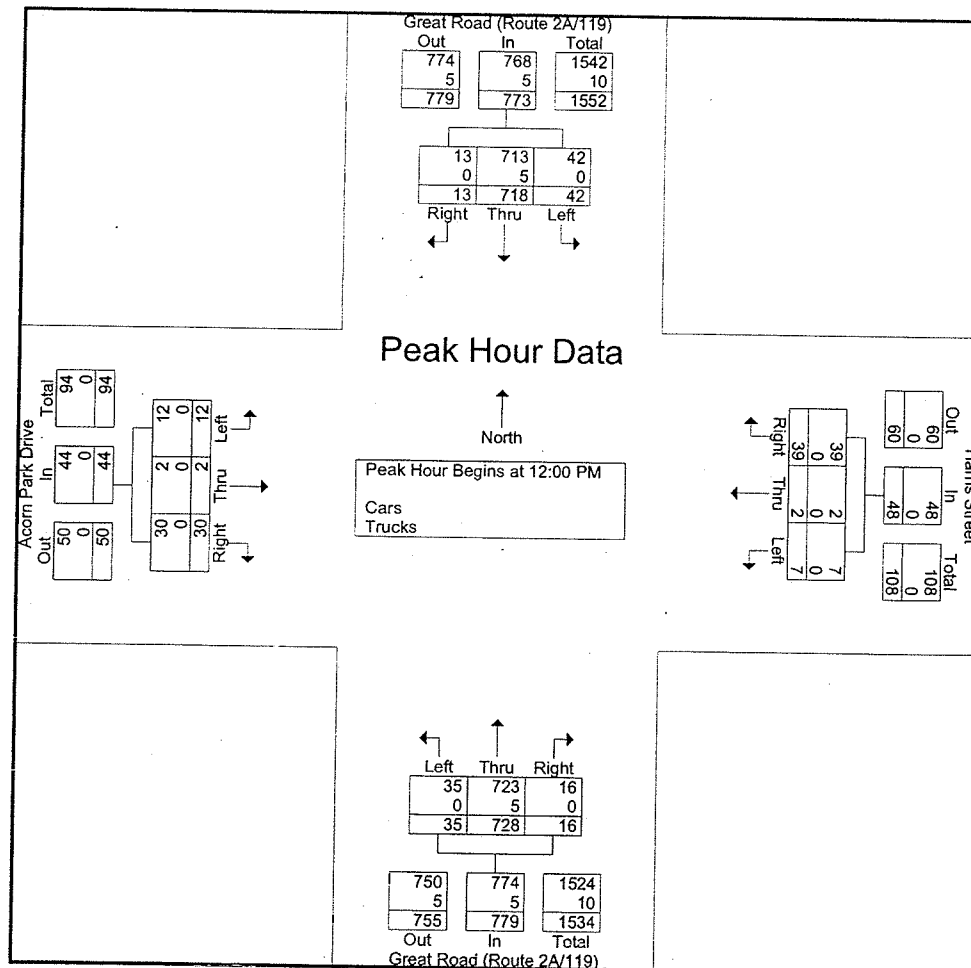 Great Road (Route 2A/119)
Out In Total
774 768 1542
5 5 10
779 773 1552
13 713 42
0 5 0
13 718 42
Right Thru Left
Peak Hour Data
North
Peak Hour Begins at 12:00 PM
Cars
Trucks
Acorn Park Drive
Out In Total
50 44 94
0 0 0
50 44 94
Left Thru Right
12 2 30
0 0 0
12 2 30
Right Thru Left
39 2 7
0 0 0
39 2 7
Out In Total
60 48 108
0 0 0
60 48 108
Street
Left Thru Right
35 723 16
0 5 0
35 728 16
750 774 1524
5 5 10
755 779 1534
Out In Total
Great Road (Route 2A/119)